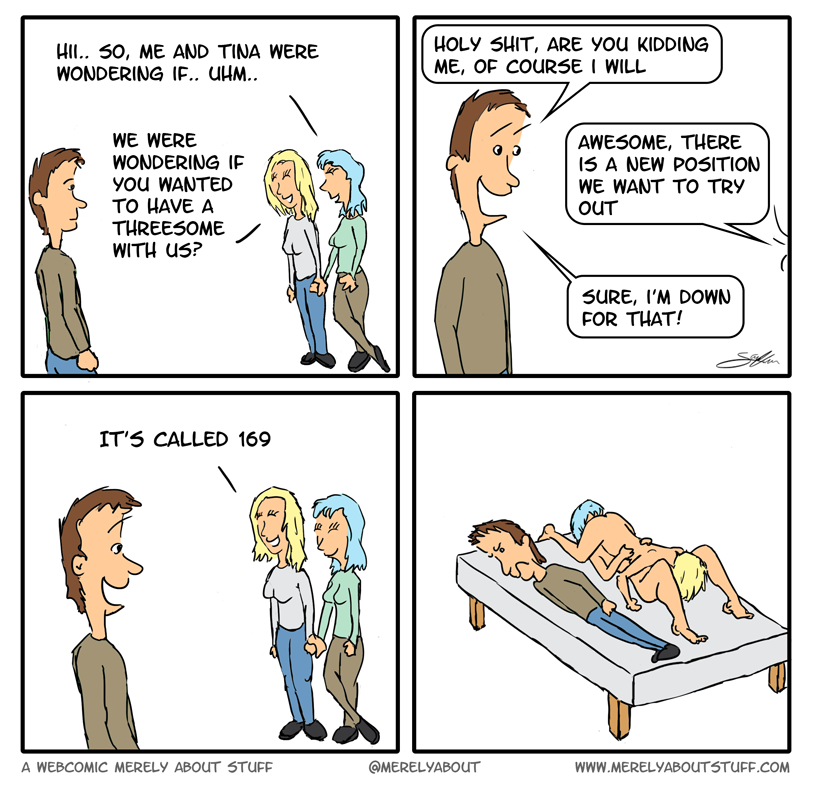 HII.. SO, ME AND TINA WERE
WONDERING IF.. UHM..
WE WERE
WONDERING IF
YOU WANTED
TO HAVE A
THREESOME
WITH US?
HOLY SHIT, ARE YOU KIDDING
ME, OF COURSE I WILL
AWESOME, THERE
IS A NEW POSITION
WE WANT TO TRY
OUT
SURE, I'M DOWN
FOR THAT!
IT'S CALLED 169
A WEBCOMIC MERELY ABOUT STUFF
@MERELYABOUT
WWW.MERELYABOUTSTUFF.COM